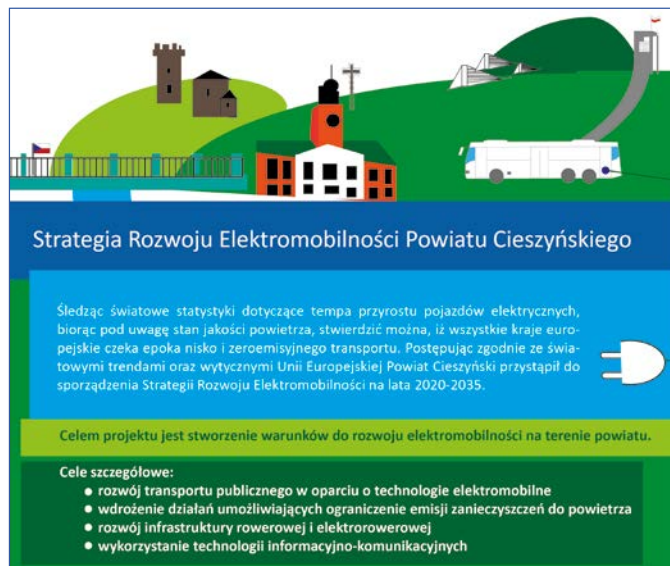 Strategia Rozwoju Elektromobilności Powiatu Cieszyńskiego
Śledząc światowe statystyki dotyczące tempa przyrostu pojazdów elektrycznych,
biorąc pod uwagę stan jakości powietrza, stwierdzić można, iż wszystkie kraje euro-
pejskie czeka epoka nisko i zeroemisyjnego transportu. Postępując zgodnie ze świa-
towymi trendami oraz wytycznymi Unii Europejskiej Powiat Cieszyński przystąpił do
sporządzenia Strategii Rozwoju Elektromobilności na lata 2020-2035.
Celem projektu jest stworzenie warunków do rozwoju elektromobilności na terenie powiatu.
Cele szczegółowe:
● rozwój transportu publicznego w oparciu o technologie elektromobilne
● wdrożenie działań umożliwiających ograniczenie emisji zanieczyszczeń do powietrza
● rozwój infrastruktury rowerowej i elektrorowerowej
● wykorzystanie technologii informacyjno-komunikacyjnych